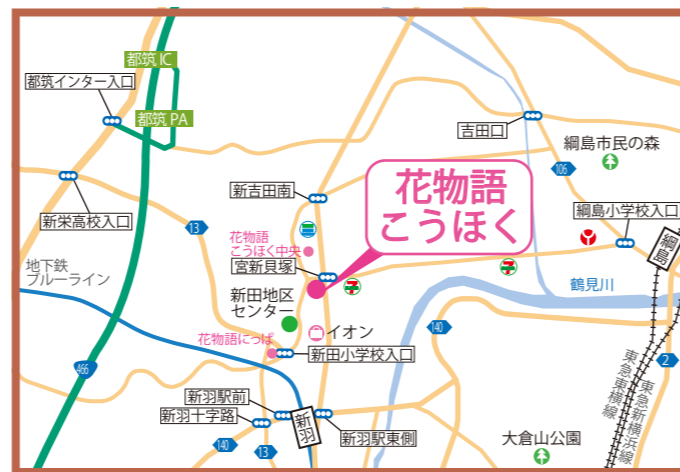 都筑 IC
都筑インター入口
都筑 PA
吉田口
綱島市民の森
106
新吉田南
花物語
こうほく
綱島小学校入口
新栄高校入口
13
花物語
こうほく中央
綱島
地下鉄
ブルーライン
宮新貝塚
7
7
鶴見川
新田地区
センター
イオン
140
花物語にっぱ
新田小学校入口
466
2
東急東横線
東急新横浜線
新羽駅前
新羽十字路
新羽
新羽駅東側
140
13
大倉山公園